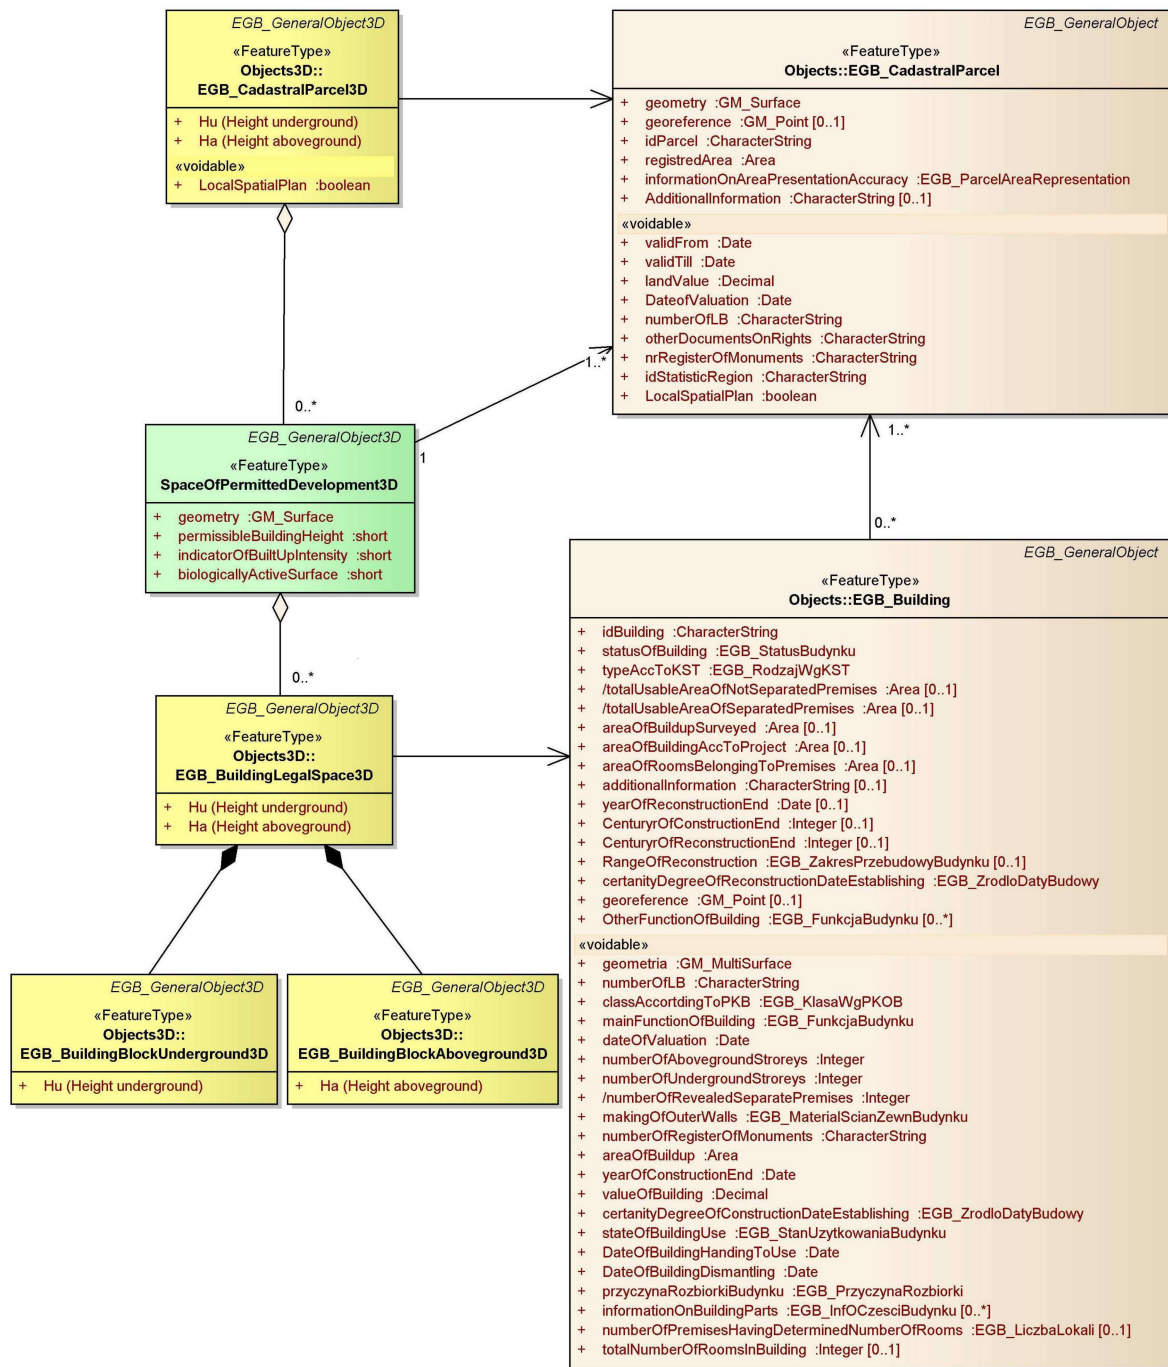 EGB_GeneralObject3D
«FeatureType»
Objects3D::
EGB_CadastralParcel3D
+ Hu (Height underground)
+ Ha (Height aboveground)
«voidable»
+ LocalSpatialPlan :boolean
EGB_GeneralObject
«FeatureType»
Objects::EGB_CadastralParcel
+ geometry :GM_Surface
+ georeference :GM_Point [0..1]
+ idParcel :CharacterString
+ registredArea :Area
+ informationOnAreaPresentationAccuracy :EGB_ParcelAreaRepresentation
+ AdditionalInformation :CharacterString [0..1]
«voidable»
+ validFrom :Date
+ validTill :Date
+ landValue :Decimal
+ DateofValuation :Date
+ numberOfLB :CharacterString
+ otherDocumentsOnRights :CharacterString
+ nrRegisterOfMonuments :CharacterString
+ idStatisticRegion :CharacterString
+ LocalSpatialPlan :boolean
1..*
0..*
1
1..*
0..*
EGB_GeneralObject3D
«FeatureType»
SpaceOfPermittedDevelopment3D
+ geometry :GM_Surface
+ permissibleBuildingHeight :short
+ indicatorOfBuiltUpIntensity :short
+ biologicallyActiveSurface :short
0..*
EGB_GeneralObject3D
«FeatureType»
Objects3D::
EGB_BuildingLegalSpace3D
+ Hu (Height underground)
+ Ha (Height aboveground)
EGB_GeneralObject3D
«FeatureType»
Objects3D::
EGB_BuildingBlockUnderground3D
+ Hu (Height underground)
EGB_GeneralObject3D
«FeatureType»
Objects3D::
EGB_BuildingBlockAboveground3D
+ Ha (Height aboveground)
EGB_GeneralObject
«FeatureType»
Objects::EGB_Building
+ idBuilding :CharacterString
+ statusOfBuilding :EGB_StatusBudynku
+ typeAccToKST :EGB_RodzajWgKST
+ /totalUsableAreaOfNotSeparatedPremises :Area [0..1]
+ /totalUsableAreaOfSeparatedPremises :Area [0..1]
+ areaOfBuildupSurveyed :Area [0..1]
+ areaOfBuildingAccToProject :Area [0..1]
+ areaOfRoomsBelongingToPremises :Area [0..1]
+ additionalInformation :CharacterString [0..1]
+ yearOfReconstructionEnd :Date [0..1]
+ CenturyrOfConstructionEnd :Integer [0..1]
+ CenturyrOfReconstructionEnd :Integer [0..1]
+ RangeOfReconstruction :EGB_ZakresPrzebudowyBudynku [0..1]
+ certanityDegreeOfReconstructionDateEstablishing :EGB_ZrodloDatyBudowy
+ georeference :GM_Point [0..1]
+ OtherFunctionOfBuilding :EGB_FunkcjaBudynku [0..*]
«voidable»
+ geometria :GM_MultiSurface
+ numberOfLB :CharacterString
+ classAccortdingToPKB :EGB_KlasaWgPKOB
+ mainFunctionOfBuilding :EGB_FunkcjaBudynku
+ dateOfValuation :Date
+ numberOfAbovegroundStroreys :Integer
+ numberOfUndergroundStroreys :Integer
+ /numberOfRevealedSeparatePremises :Integer
+ makingOfOuterWalls :EGB_MaterialScianZewnBudynku
+ numberOfRegisterOfMonuments :CharacterString
+ areaOfBuildup :Area
+ yearOfConstructionEnd :Date
+ valueOfBuilding :Decimal
+ certanityDegreeOfConstructionDateEstablishing :EGB_ZrodloDatyBudowy
+ stateOfBuildingUse :EGB_StanUzytkowaniaBudynku
+ DateOfBuildingHandingToUse :Date
+ DateOfBuildingDismantling :Date
+ przyczynaRozbiorkiBudynku :EGB_PrzyczynaRozbiorki
+ informationOnBuildingParts :EGB_InfOCzesciBudynku [0..*]
+ numberOfPremisesHavingDeterminedNumberOfRooms :EGB_LiczbaLokali [0..1]
+ totalNumberOfRoomsInBuilding :Integer [0..1]